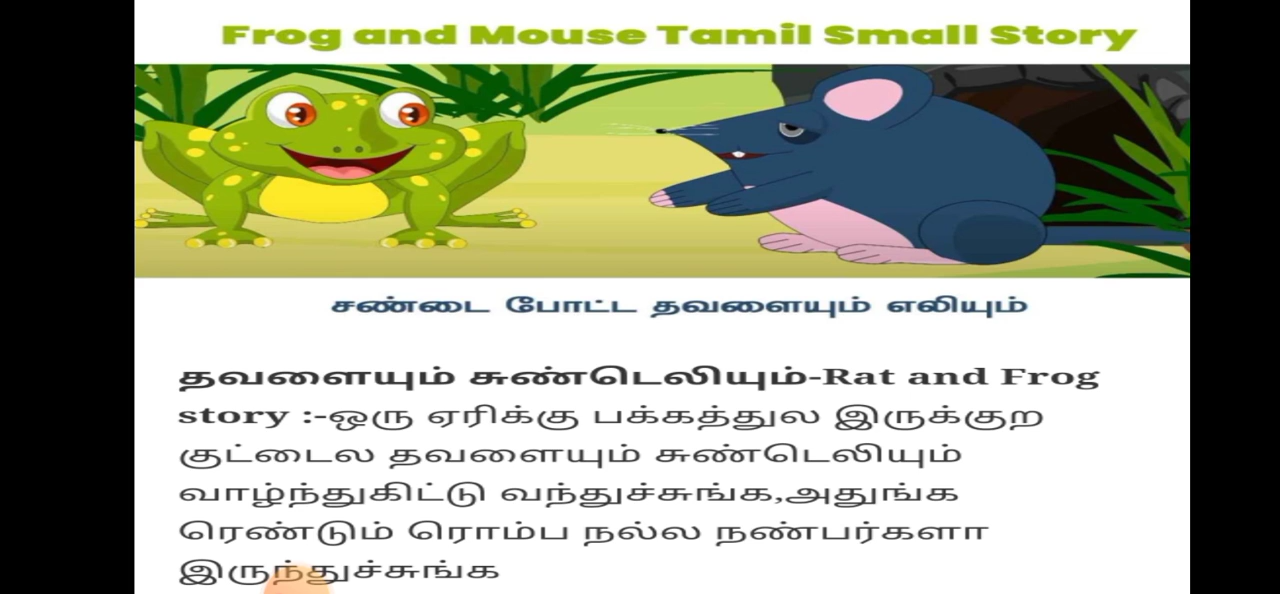 Frog and Mouse Tamil Small Story
சண்டை போட்ட தவளையும் எலியும்
தவளையும் சுண்டெலியும்-Rat and Frog
story :-ஒரு ஏரிக்கு பக்கத்துல இருக்குற
குட்டைல தவளையும் சுண்டெலியும்
வாழ்ந்துகிட்டு வந்துச்சுங்க,அதுங்க
ரெண்டும் ரொம்ப நல்ல நண்பர்களா
இருந்துச்சுங்க